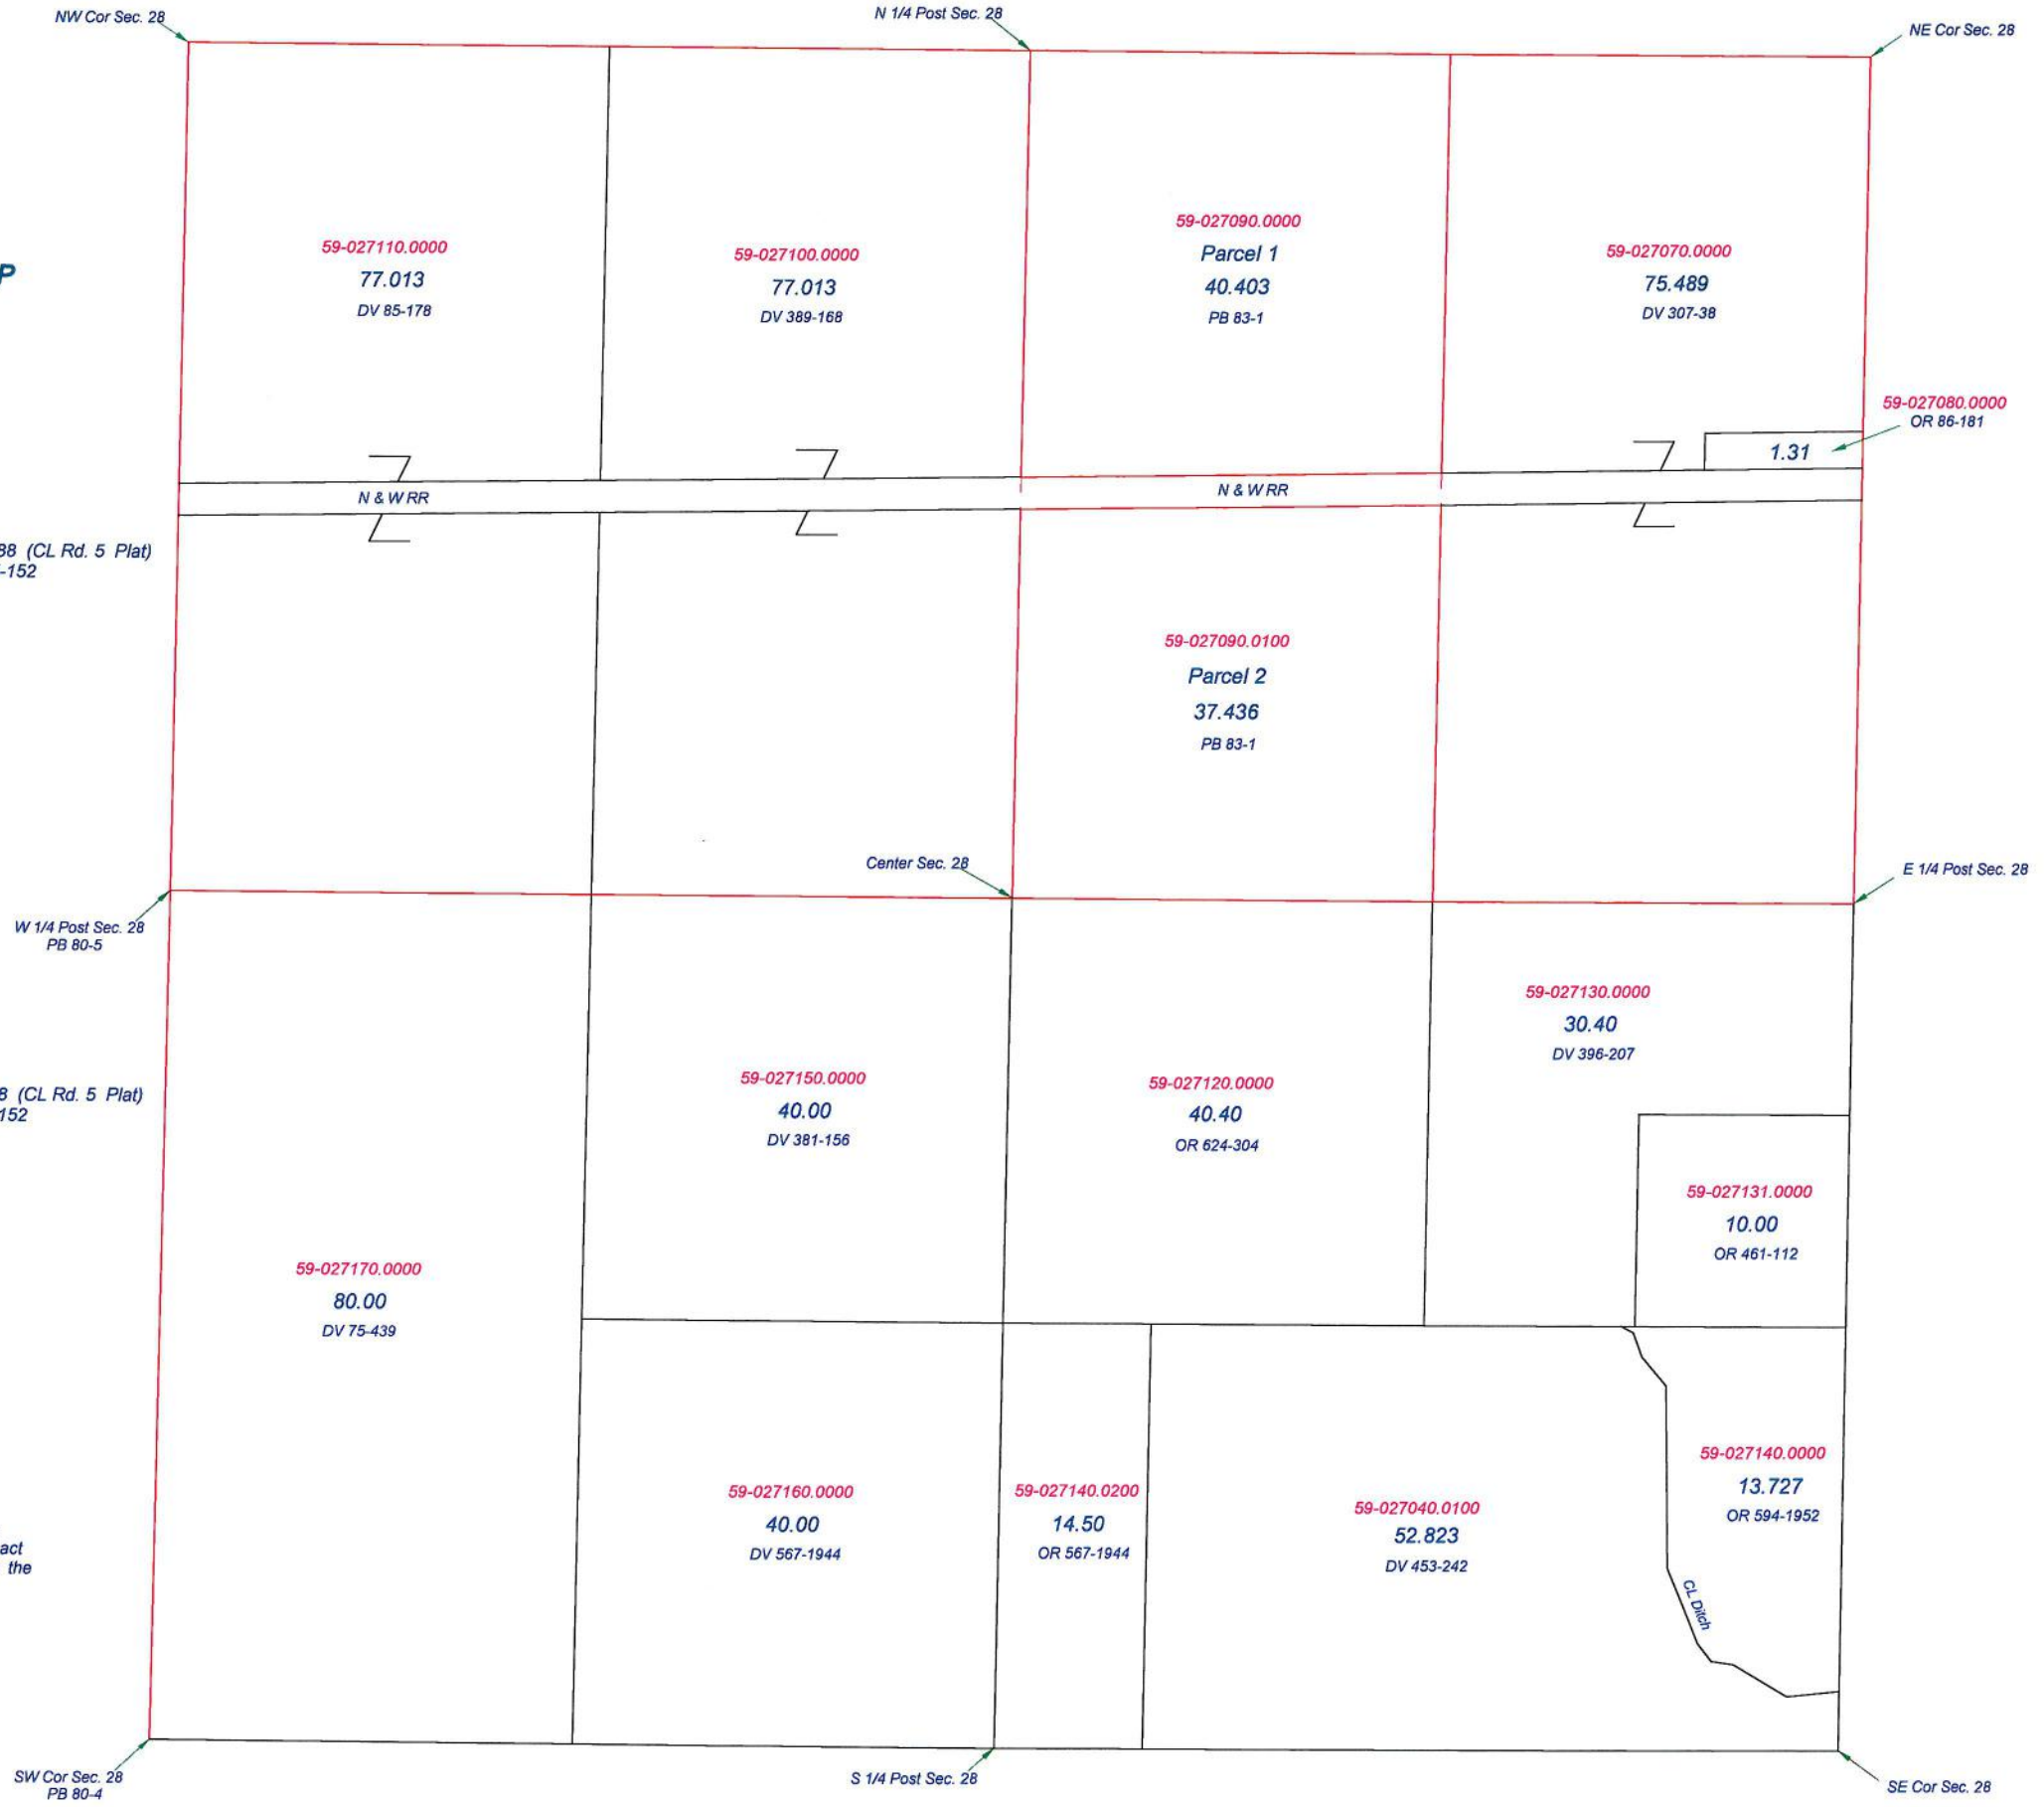 NW Cor Sec. 28
N 1/4 Post Sec. 28
NE Cor Sec. 28
59-027110.0000
77.013
DV 85-178
59-027100.0000
77.013
DV 389-168
59-027090.0000
Parcel 1
40.403
PB 83-1
59-027070.0000
75.489
DV 307-38
P
59-027080.0000
OR 86-181
1.31
N & W RR
N & W RR
88 (CL Rd. 5 Plat)
-152
59-027090.0100
Parcel 2
37.436
PB 83-1
Center Sec. 28
E 1/4 Post Sec. 28
W 1/4 Post Sec. 28
PB 80-5
59-027130.0000
30.40
DV 396-207
59-027150.0000
40.00
DV 381-156
59-027120.0000
40.40
OR 624-304
8 (CL Rd. 5 Plat)
152
59-027131.0000
10.00
OR 461-112
59-027170.0000
80.00
DV 75-439
59-027160.0000
40.00
DV 567-1944
59-027140.0200
14.50
OR 567-1944
59-027040.0100
52.823
DV 453-242
59-027140.0000
13.727
OR 594-1952
act
the
CL Ditch
SW Cor Sec. 28
PB 80-4
S 1/4 Post Sec. 28
SE Cor Sec. 28